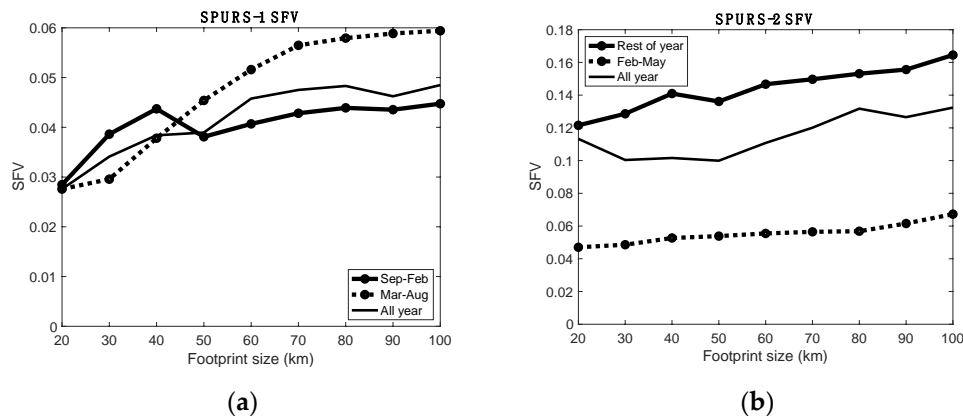 SPURS-1 SFV
0.06
0.05
0.04
0.03
0.02
0.01
0
SFV
20 30 40 50 60 70 80 90 100
Footprint size (km)
Sep-Feb
Mar-Aug
All year
(a)
SPURS-2 SFV
0.18
0.16
0.14
0.12
0.1
0.08
0.06
0.04
0.02
0
SFV
20 30 40 50 60 70 80 90 100
Footprint size (km)
Rest of year
Feb-May
All year
(b)